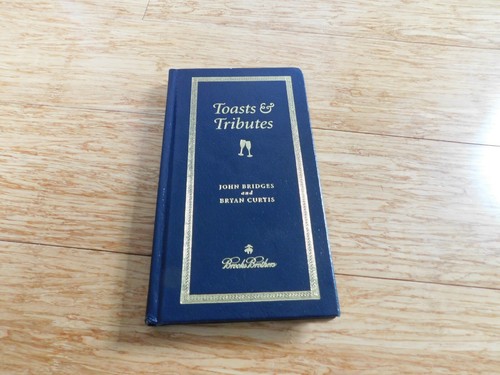 Toasts &
Tributes
JOHN BRIDGES
and
BRYAN CURTIS
Brooks Brothers